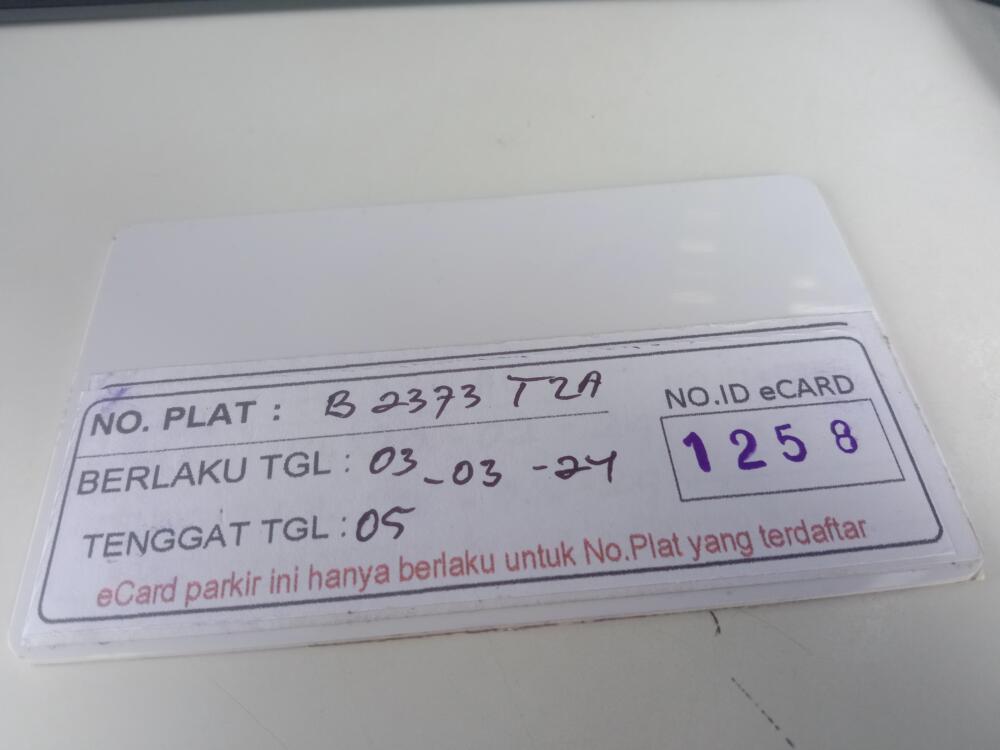 NO. PLAT : B 2373 TZA
NO.ID eCARD
BERLAKU TGL : 03-03-24
1258
TENGGAT TGL : 05
eCard parkir ini hanya berlaku untuk No.Plat yang terdaftar